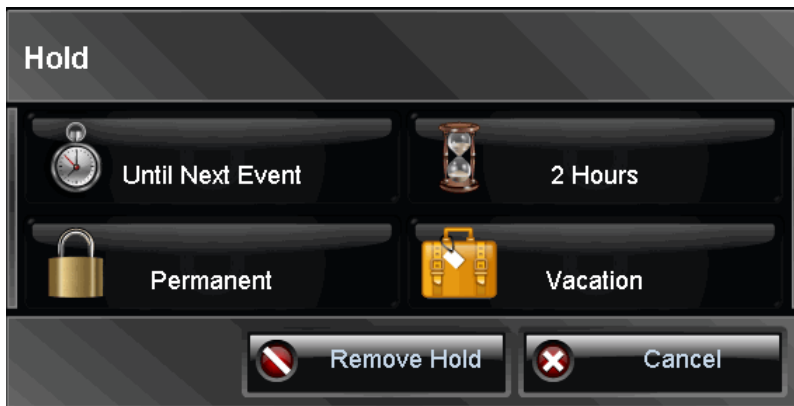 Hold
Until Next Event
2 Hours
Permanent
Vacation
Remove Hold
Cancel